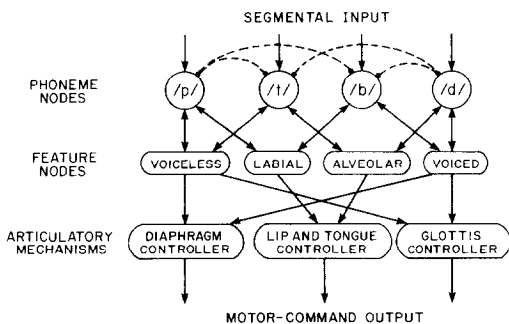 SEGMENTAL INPUT
PHONEME
NODES
/p/ /t/ /b/ /d/
FEATURE
NODES
VOICELESS LABIAL ALVEOLAR VOICED
ARTICULATORY
MECHANISMS
DIAPHRAGM
CONTROLLER
LIP AND TONGUE
CONTROLLER
GLOTTIS
CONTROLLER
MOTOR-COMMAND OUTPUT